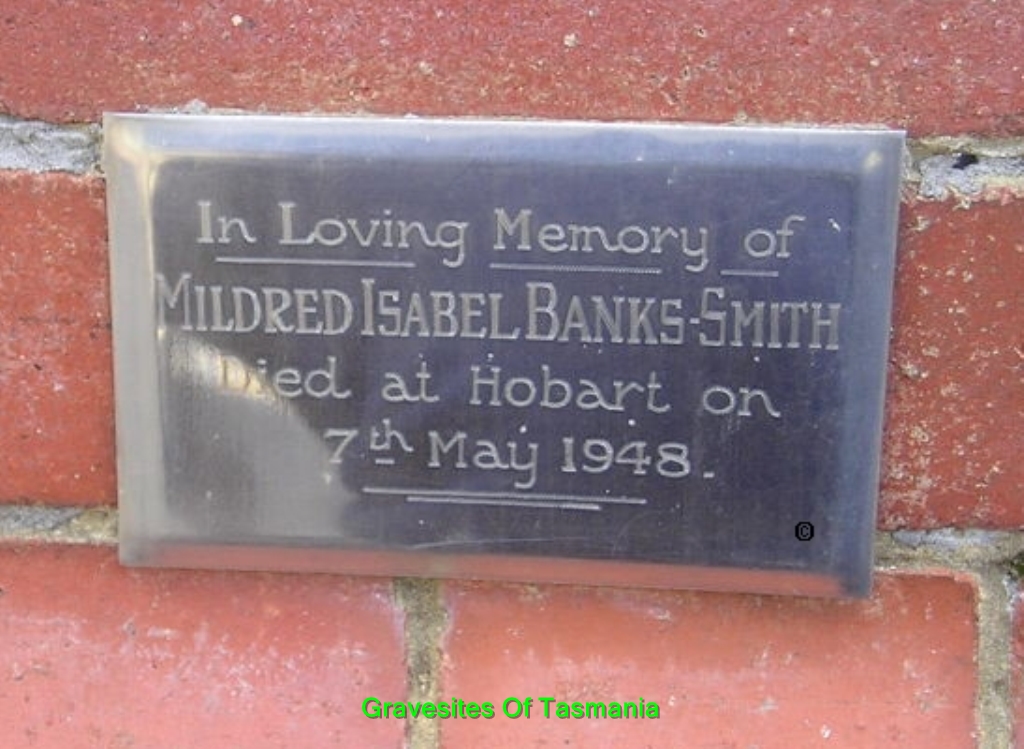 In Loving Memory of
MILDRED ISABEL BANKS-SMITH
Died at Hobart on
7th May 1948.
©
Gravesites Of Tasmania